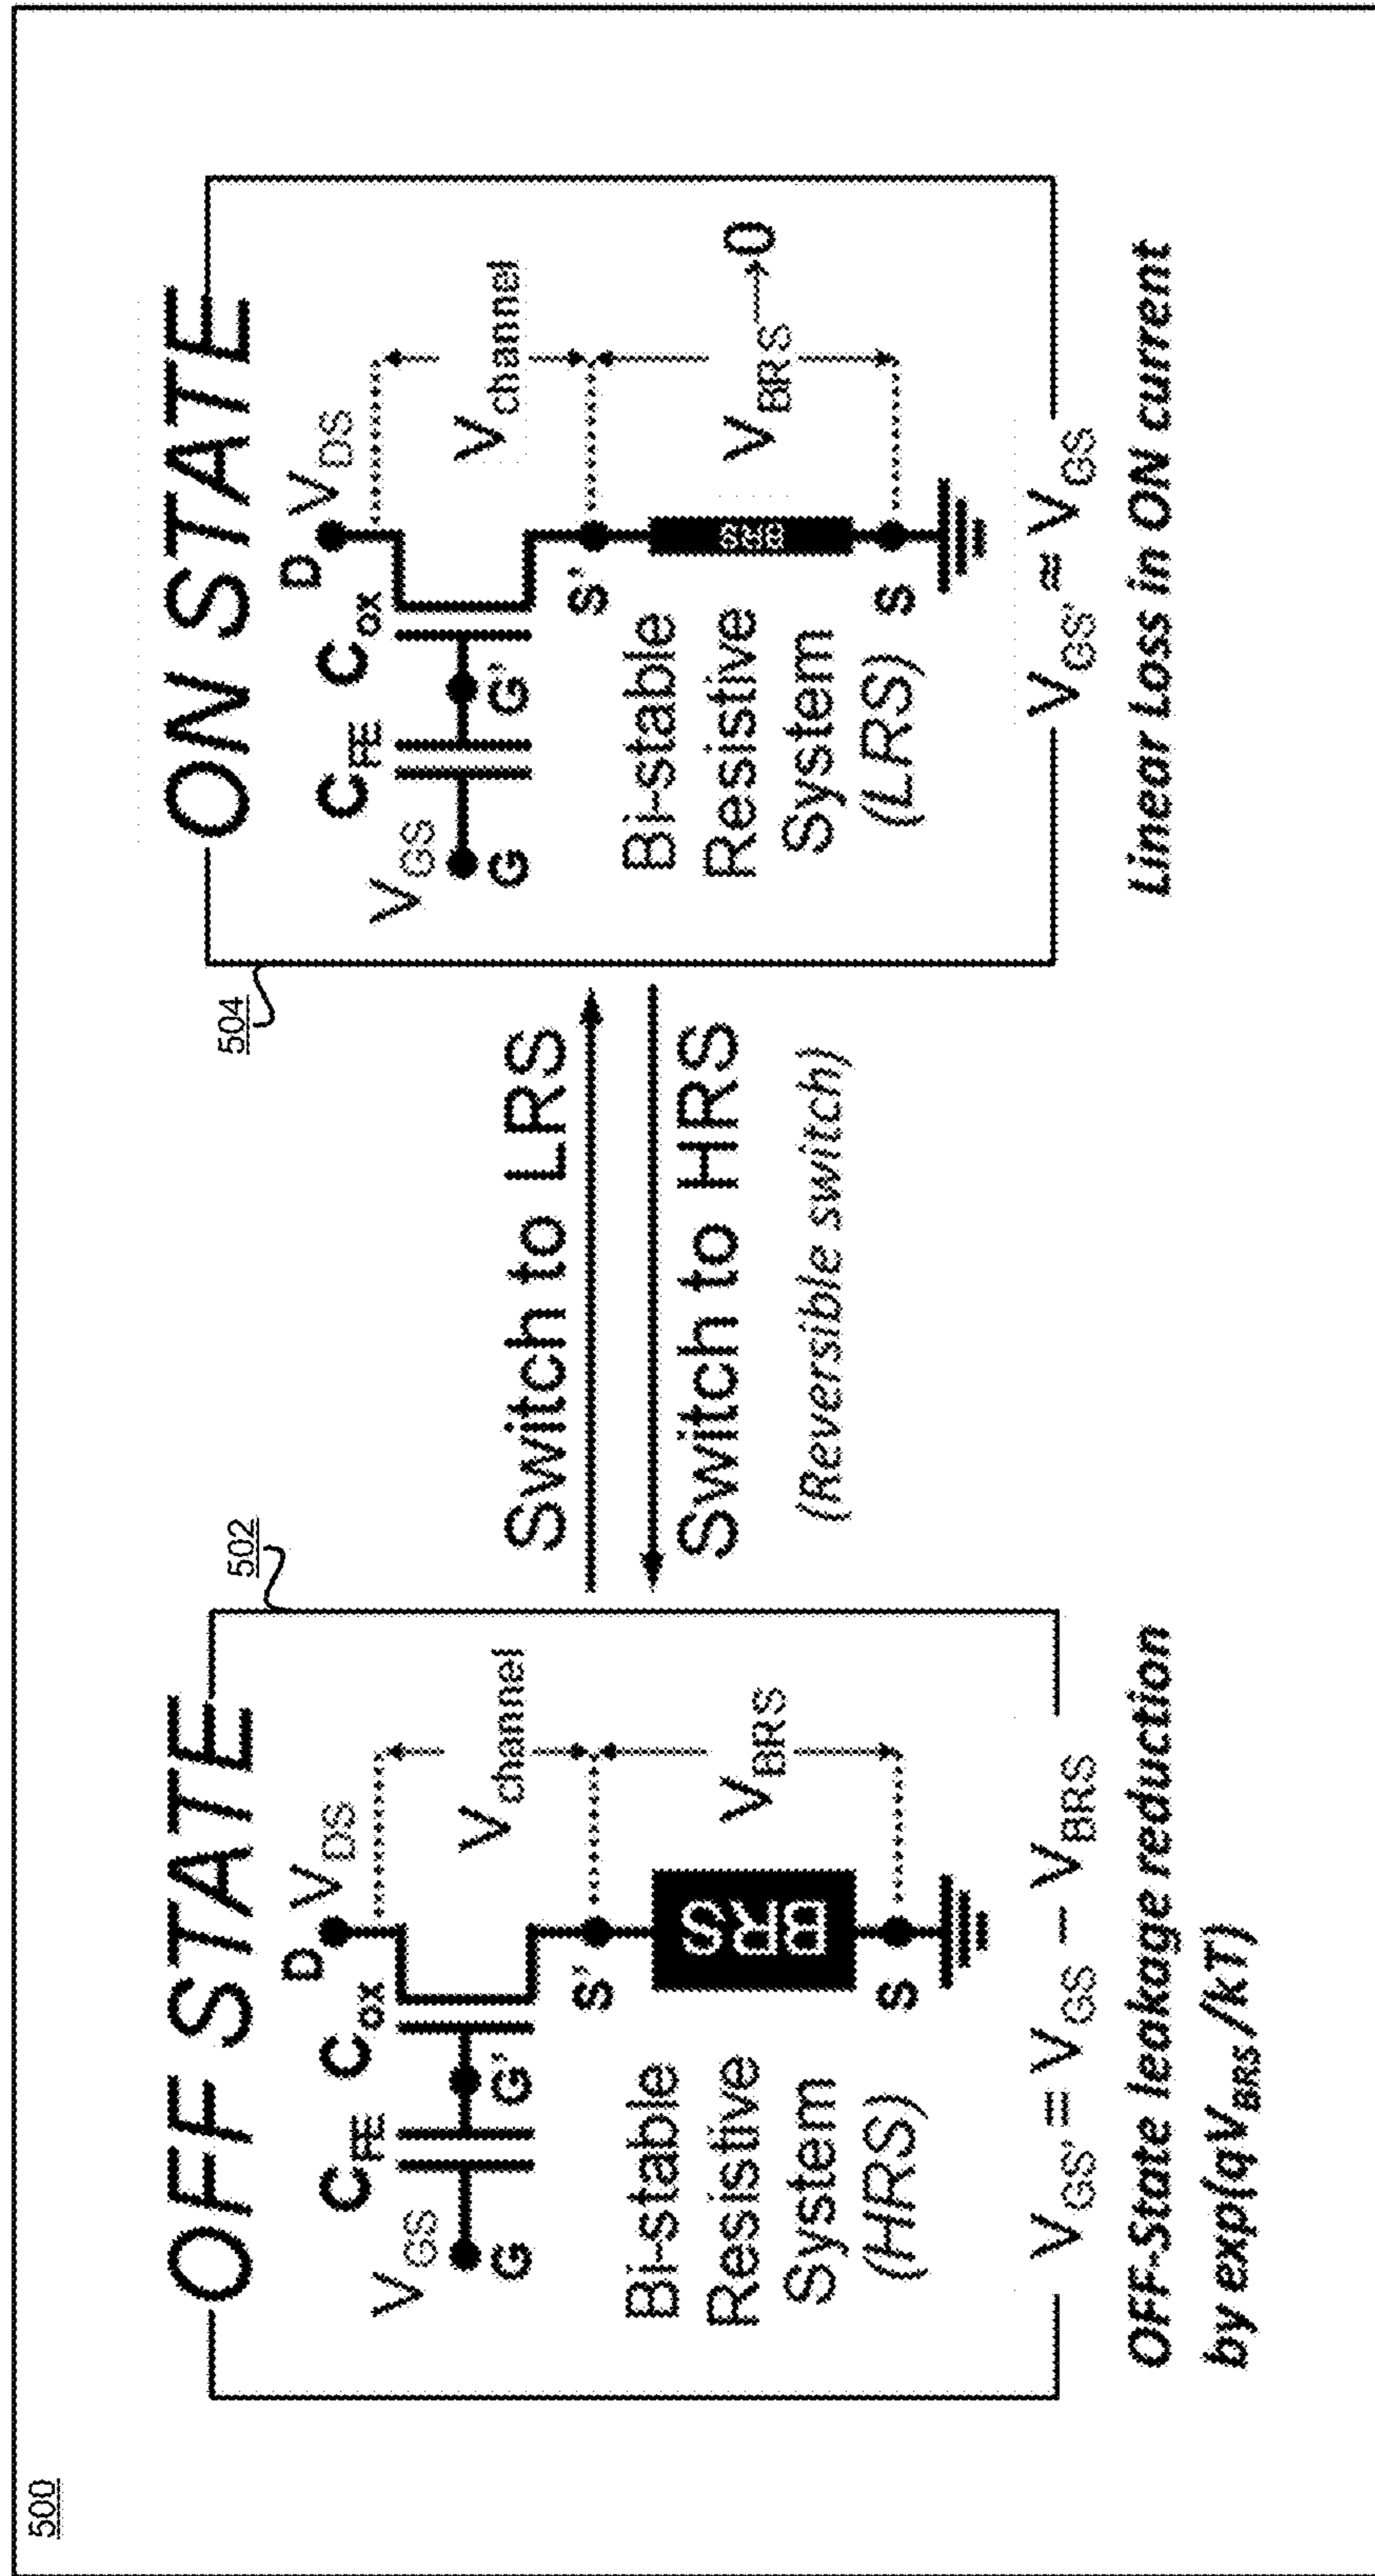 500
OFF STATE
502
D
V_DS
C_FE
C_ox
V_GS
G
G'
V_channel
S'
Bi-stable
Resistive
System
(HRS)
BRS
V_BRS
S
V_GS' = V_GS − V_BRS
OFF-State leakage reduction
by exp(qV_BRS/kT)
Switch to LRS
Switch to HRS
(Reversible switch)
504
ON STATE
D
V_DS
C_FE
C_ox
V_GS
G
G'
V_channel
S'
Bi-stable
Resistive
System
(LRS)
BRS
V_BRS→0
S
V_GS' ≈ V_GS
Linear Loss in ON current